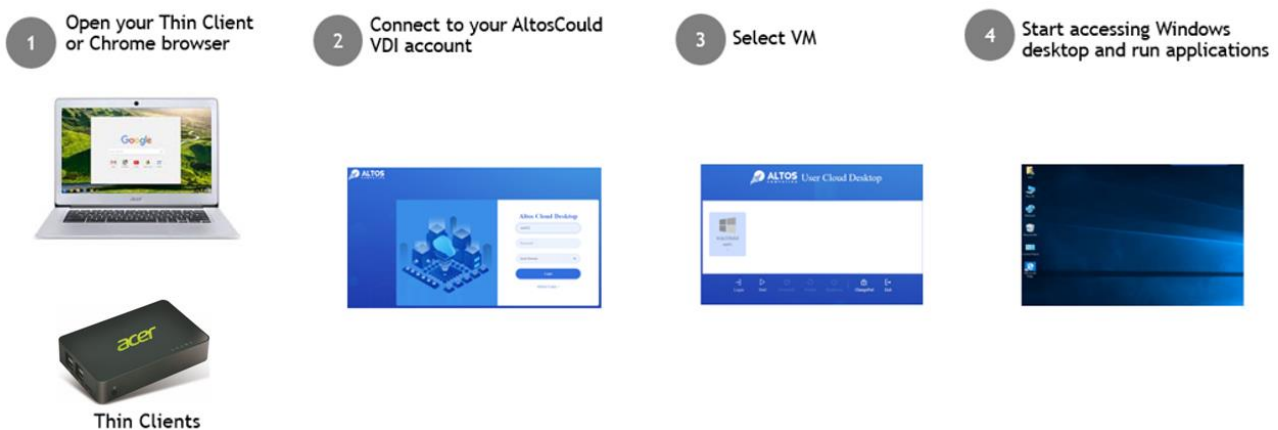 1
Open your Thin Client
or Chrome browser
2
Connect to your AltosCould
VDI account
3
Select VM
4
Start accessing Windows
desktop and run applications
Google
acer
ALTOS
Altos Cloud Desktop
Login
ALTOS
COMPUTING
User Cloud Desktop
acer
Thin Clients